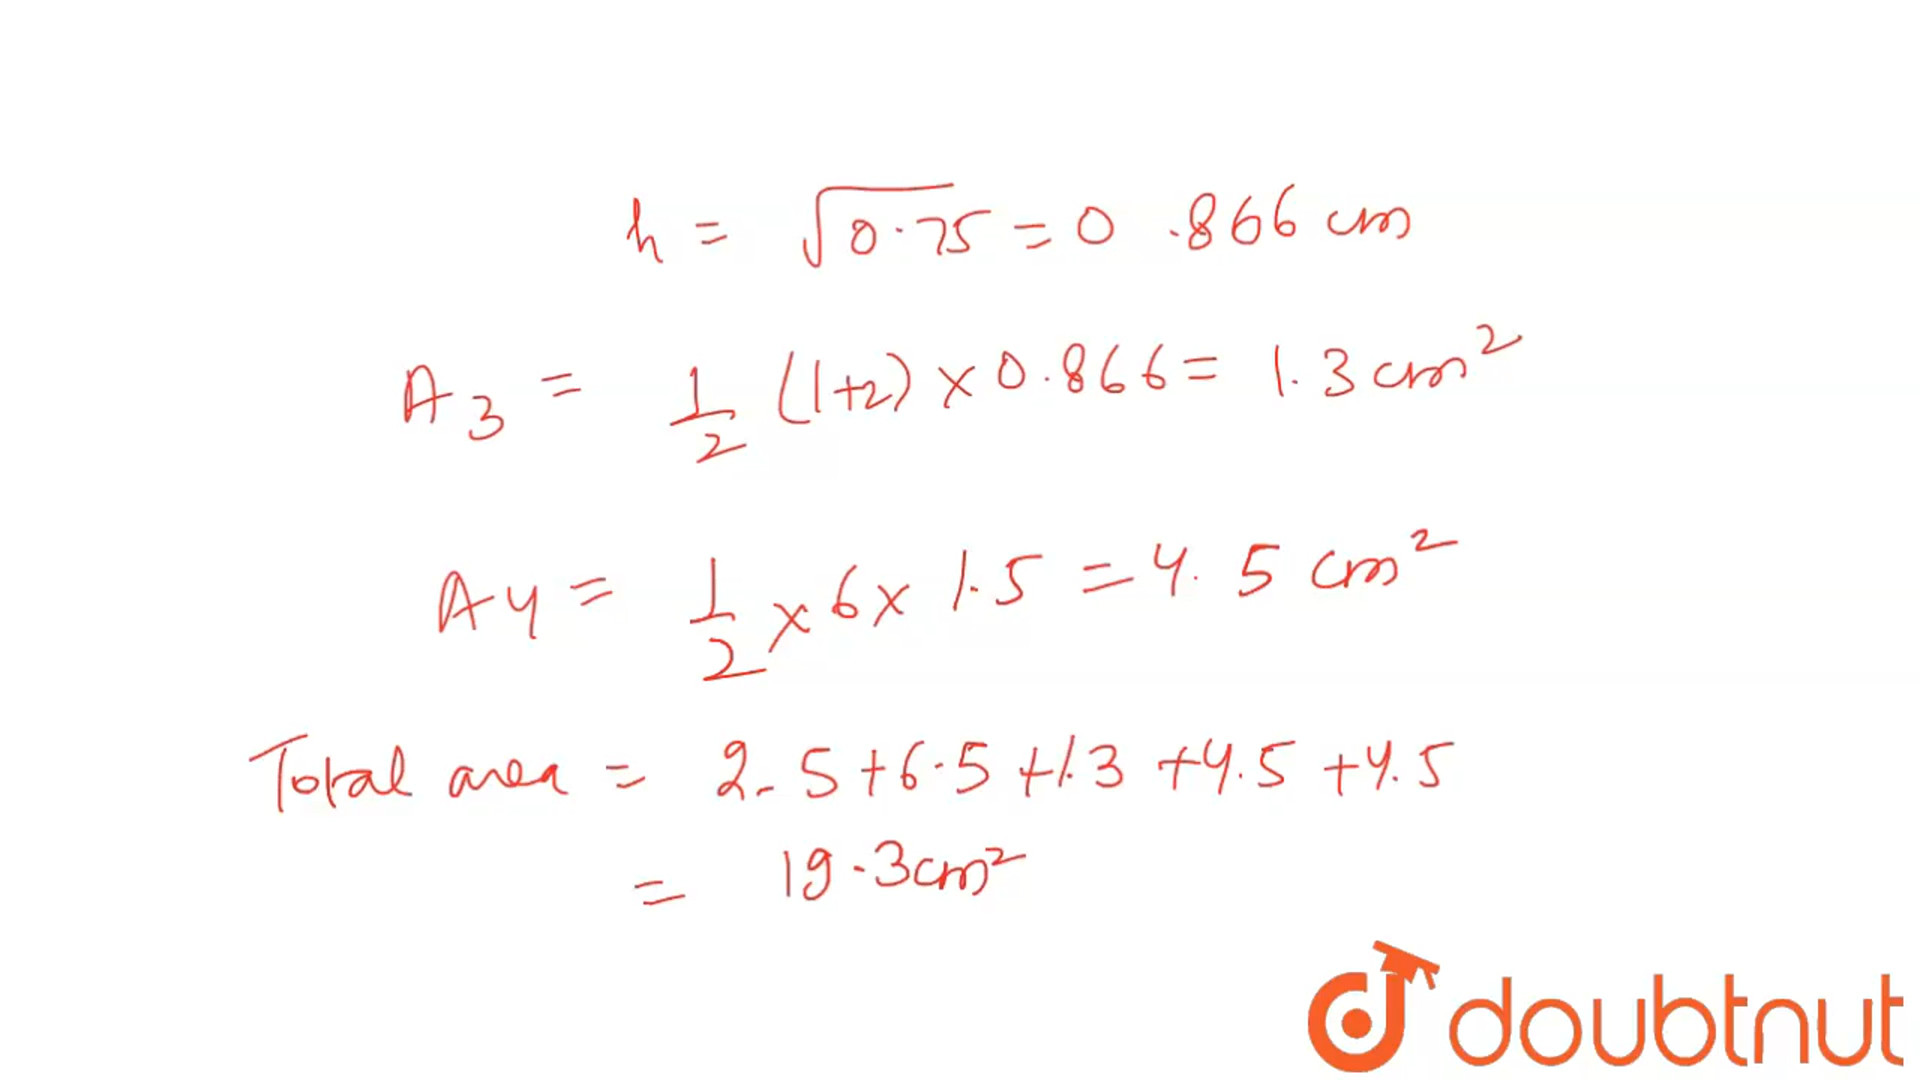 h = √0.75 = 0.866 cm
A3 = 1/2 (1+2) × 0.866 = 1.3 cm²
A4 = 1/2 × 6 × 1.5 = 4.5 cm²
Total area = 2.5 + 6.5 + 1.3 + 4.5 + 4.5
= 19.3 cm²
doubtnut